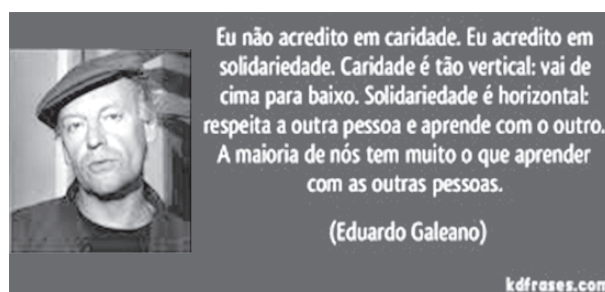 Eu não acredito em caridade. Eu acredito em
solidariedade. Caridade é tão vertical: vai de
cima para baixo. Solidariedade é horizontal:
respeita a outra pessoa e aprende com o outro.
A maioria de nós tem muito o que aprender
com as outras pessoas.
(Eduardo Galeano)
kdfrases.com